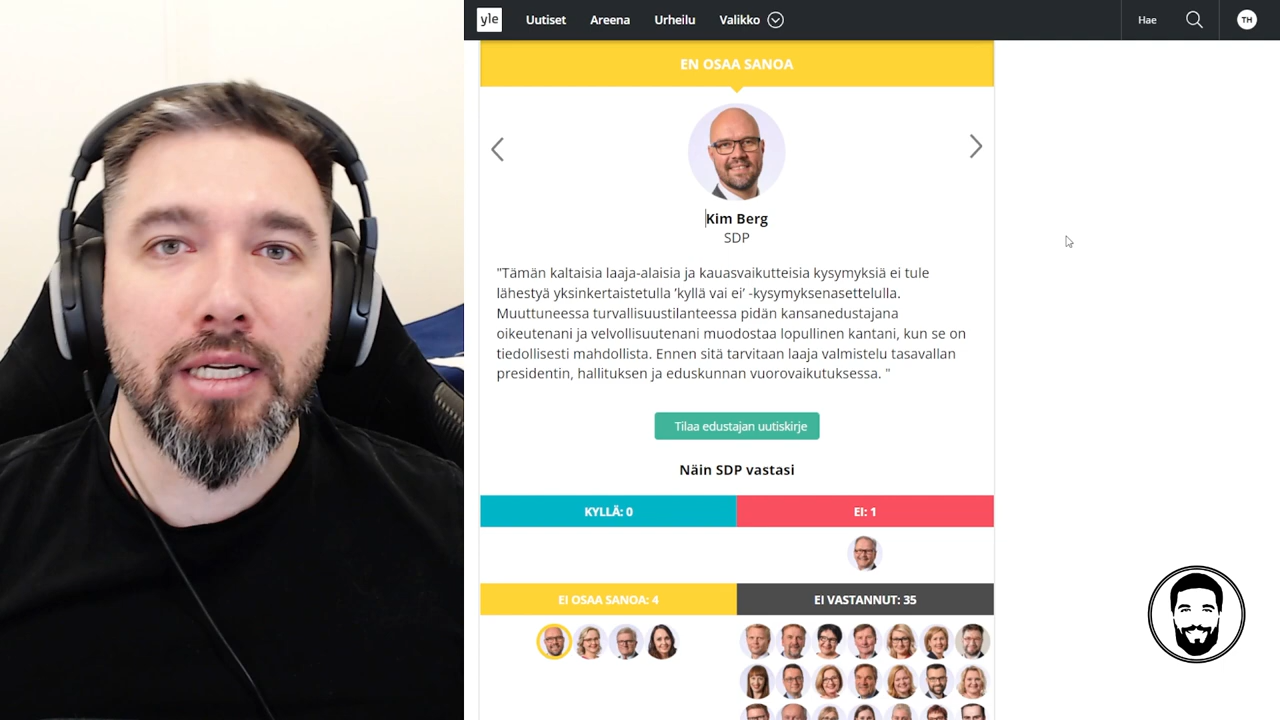 yle
Uutiset
Areena
Urheilu
Valikko
Hae
TH
EN OSAA SANOA
Kim Berg
SDP
"Tämän kaltaisia laaja-alaisia ja kauasvaikutteisia kysymyksiä ei tule
lähestyä yksinkertaistetulla ‘kyllä vai ei’ -kysymyksenasettelulla.
Muuttuneessa turvallisuustilanteessa pidän kansanedustajana
oikeutenani ja velvollisuutenani muodostaa lopullinen kantani, kun se on
tiedollisesti mahdollista. Ennen sitä tarvitaan laaja valmistelu tasavallan
presidentin, hallituksen ja eduskunnan vuorovaikutuksessa. "
Tilaa edustajan uutiskirje
Näin SDP vastasi
KYLLÄ: 0
EI: 1
EI OSAA SANOA: 4
EI VASTANNUT: 35